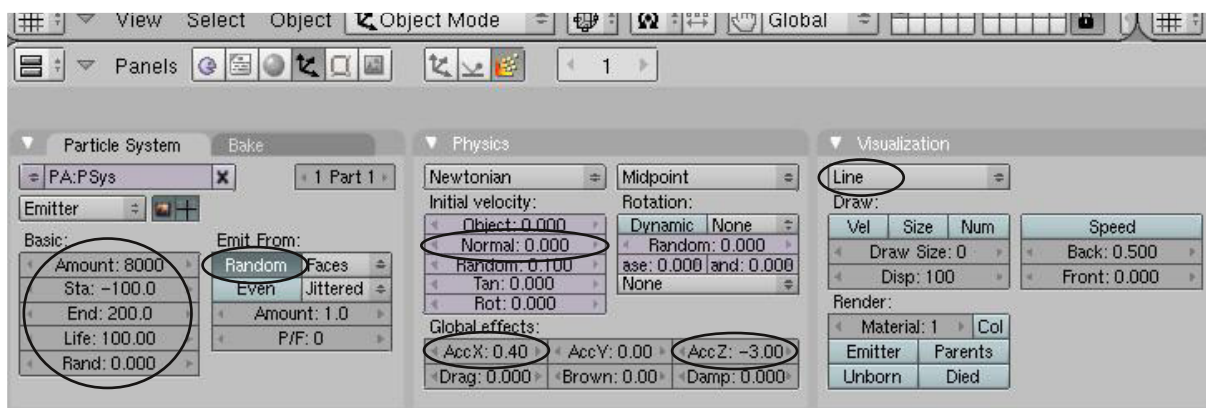 View Select Object Object Mode Global
Panels 1
Particle System Bake
PA:PSys 1 Part 1
Emitter
Basic: Emit From:
Amount: 8000 Random Faces
Sta: -100.0 Even Jittered
End: 200.0 Amount: 1.0
Life: 100.00 P/F: 0
Rand: 0.000
Physics
Newtonian Midpoint
Initial velocity: Rotation:
Object: 0.000 Dynamic None
Normal: 0.000 Random: 0.000
Random: 0.100 ase: 0.000 and: 0.000
Tan: 0.000 None
Rot: 0.000
Global effects:
AccX: 0.40 AccY: 0.00 AccZ: -3.00
Drag: 0.000 Brown: 0.00 Damp: 0.000
Visualization
Line
Draw:
Vel Size Num Speed
Draw Size: 0 Back: 0.500
Disp: 100 Front: 0.000
Render:
Material: 1 Col
Emitter Parents
Unborn Died